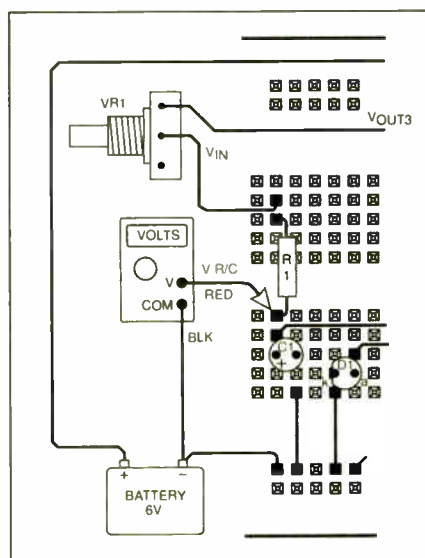 VR1
VOUT3
VIN
VOLTS
V
V R/C
R
1
RED
COM
BLK
C1
+
D1
+
−
BATTERY
6V